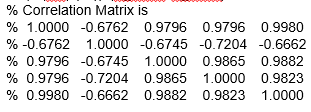 % Correlation Matrix is
% 1.0000 -0.6762 0.9796 0.9796 0.9980
% -0.6762 1.0000 -0.6745 -0.7204 -0.6662
% 0.9796 -0.6745 1.0000 0.9865 0.9882
% 0.9796 -0.7204 0.9865 1.0000 0.9823
% 0.9980 -0.6662 0.9882 0.9823 1.0000